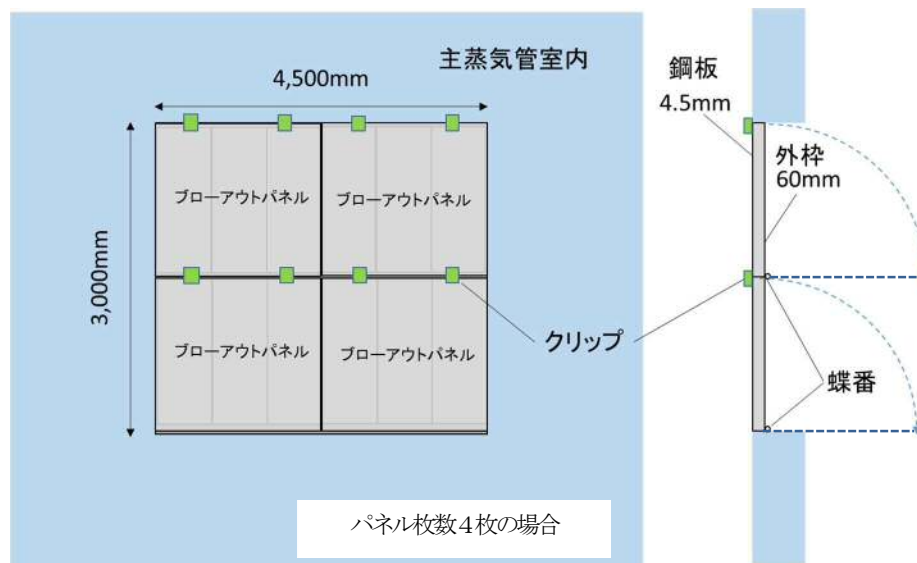 主蒸気管室内
4,500mm
鋼板
4.5mm
外枠
60mm
ブローアウトパネル
ブローアウトパネル
3,000mm
クリップ
ブローアウトパネル
ブローアウトパネル
蝶番
パネル枚数4枚の場合